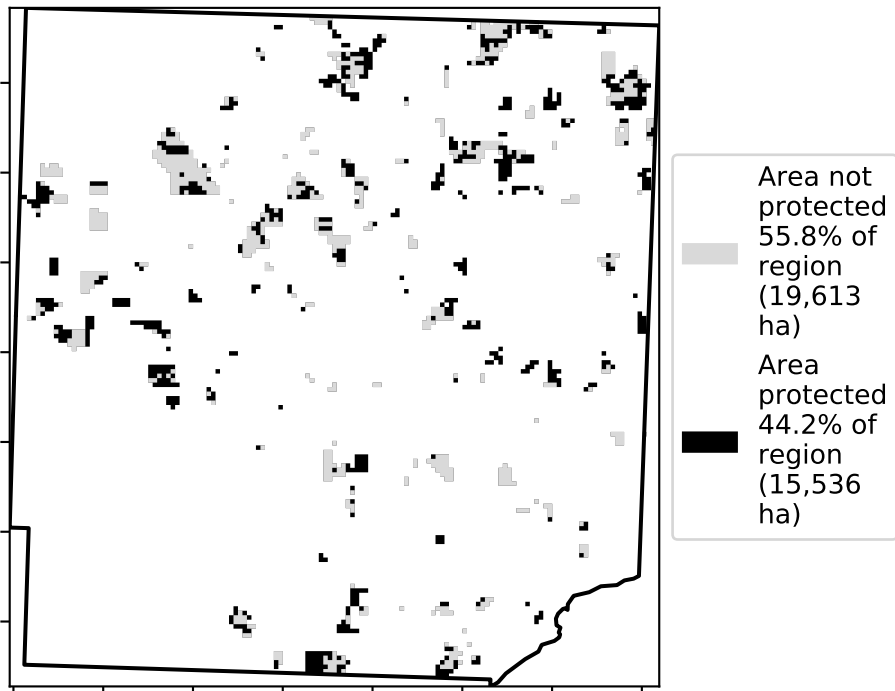 Area not
protected
55.8% of
region
(19,613
ha)
Area
protected
44.2% of
region
(15,536
ha)